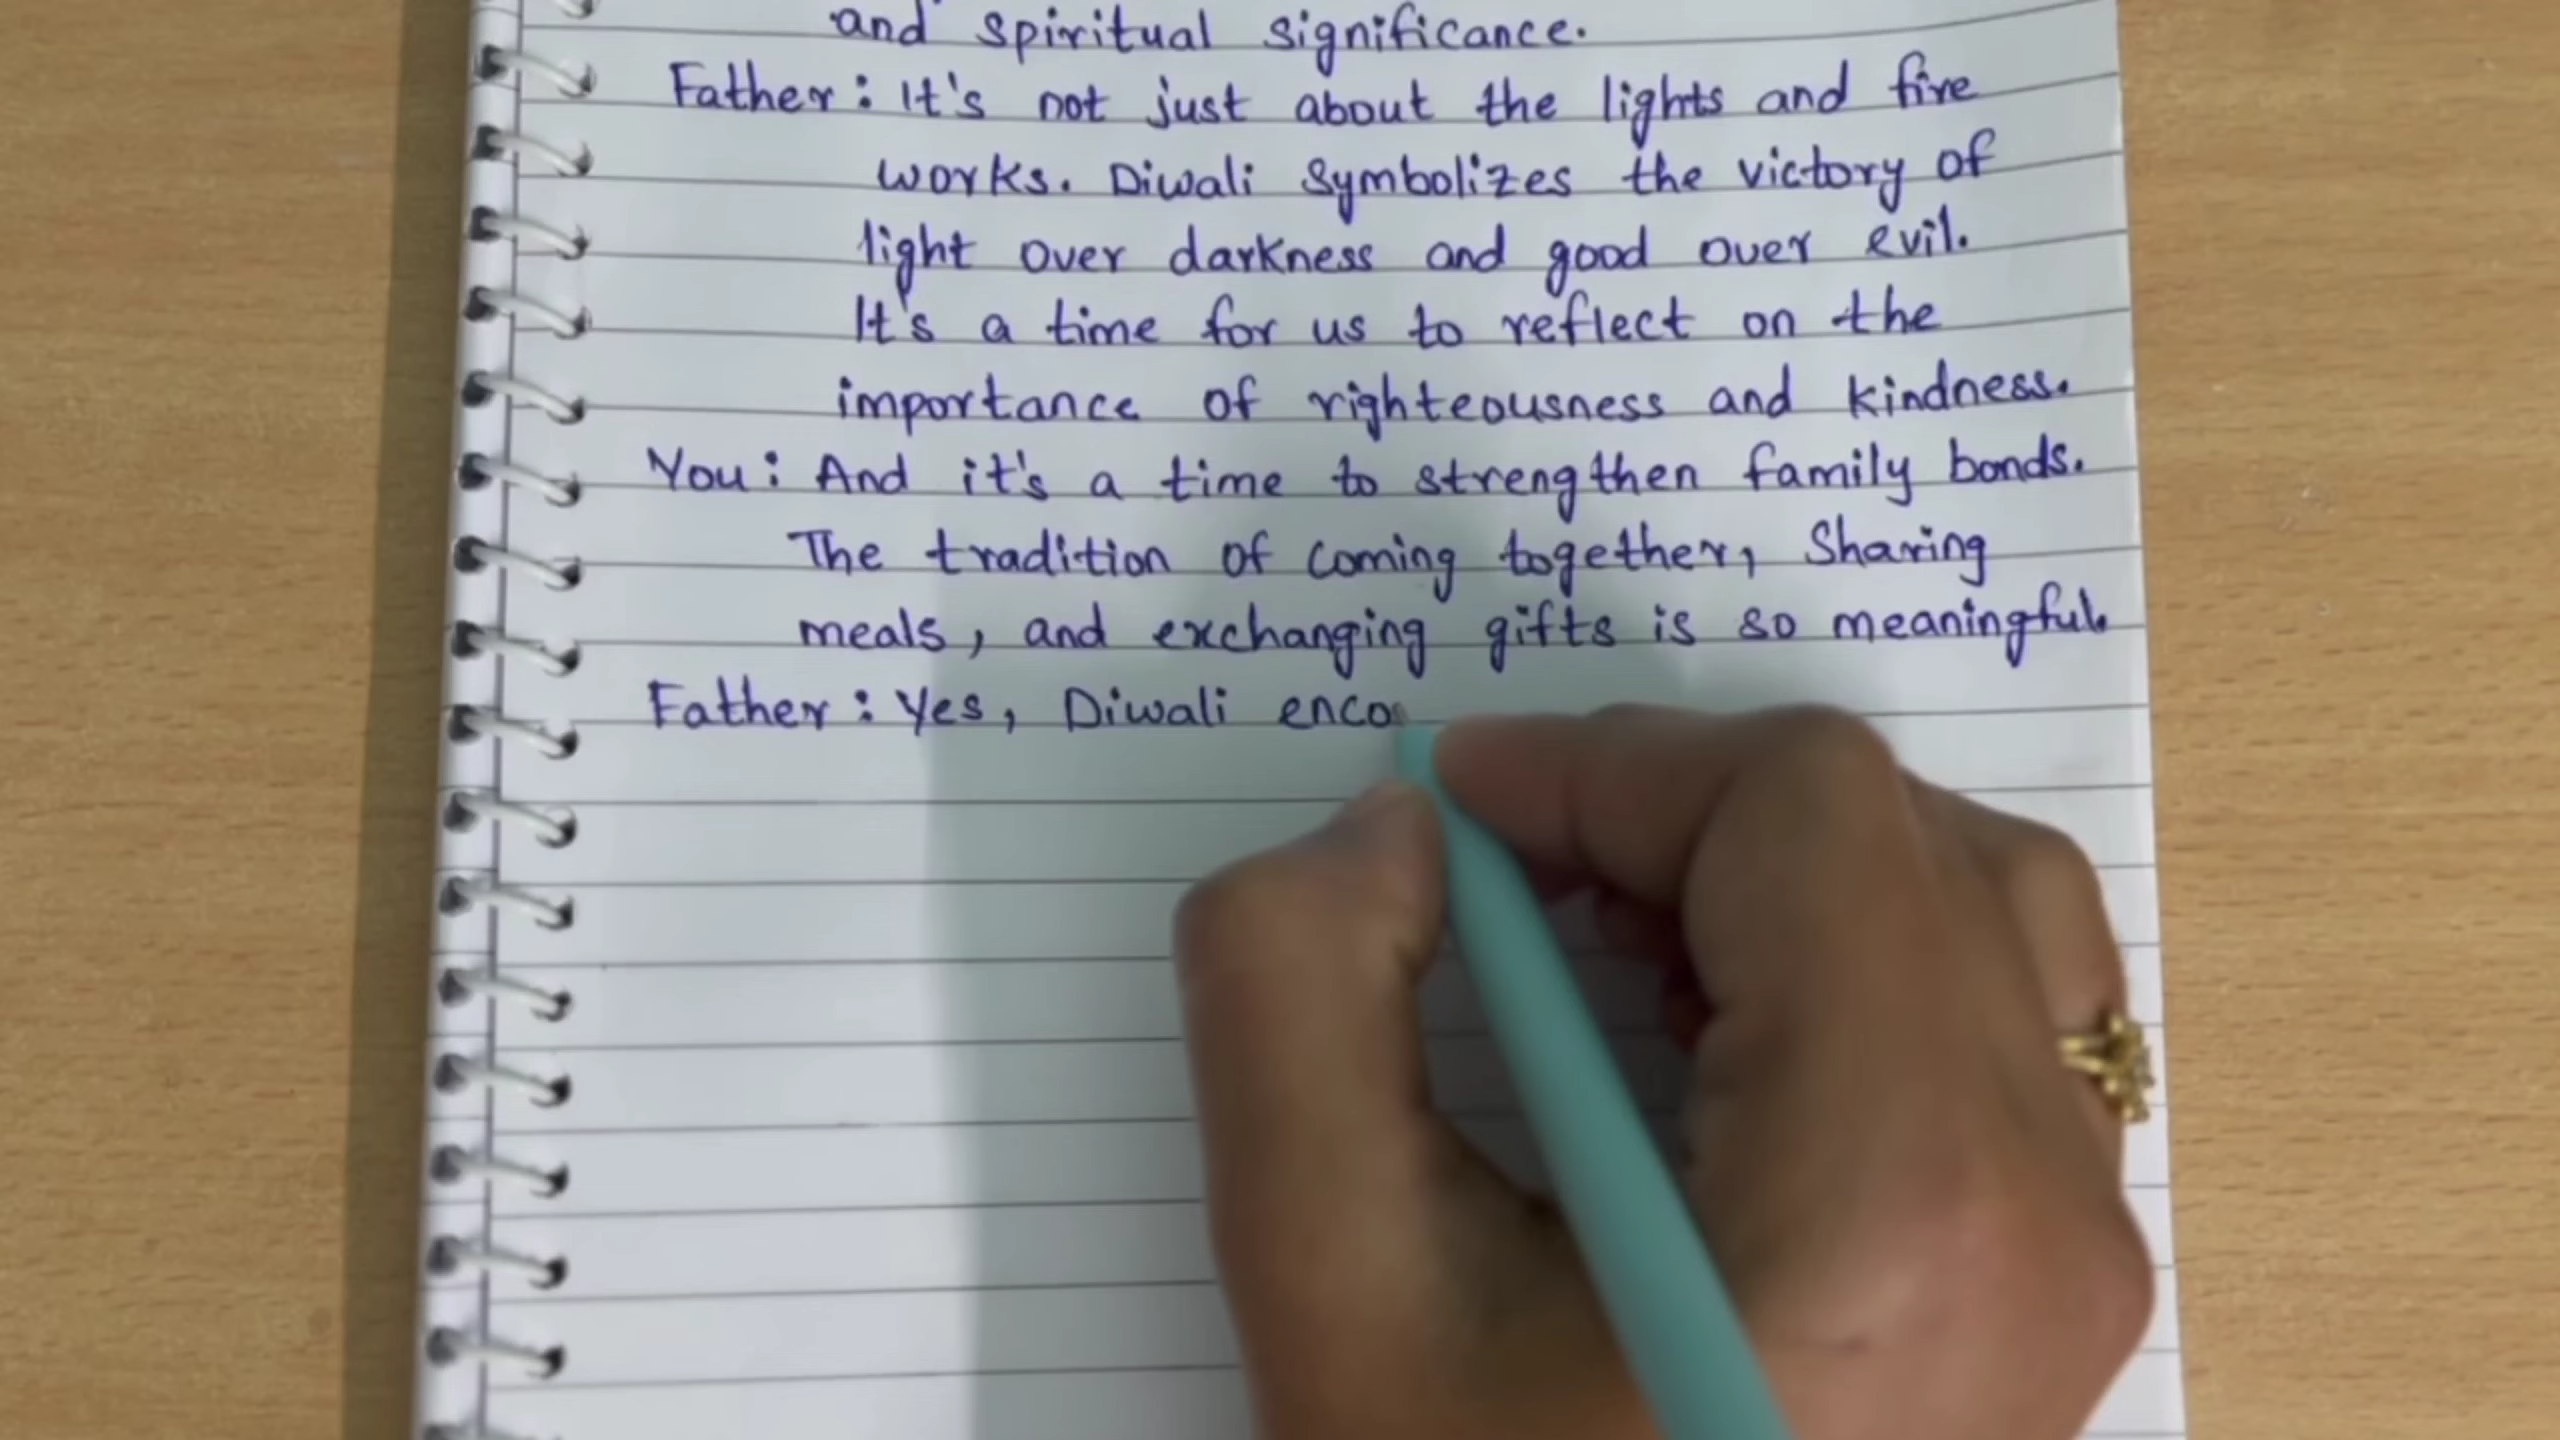 and spiritual significance.
Father : It's not just about the lights and fire
works. Diwali symbolizes the victory of
light over darkness and good over evil.
It's a time for us to reflect on the
importance of righteousness and kindness.
You : And it's a time to strengthen family bonds.
The tradition of coming together, Sharing
meals, and exchanging gifts is so meaningful.
Father : Yes, Diwali enco